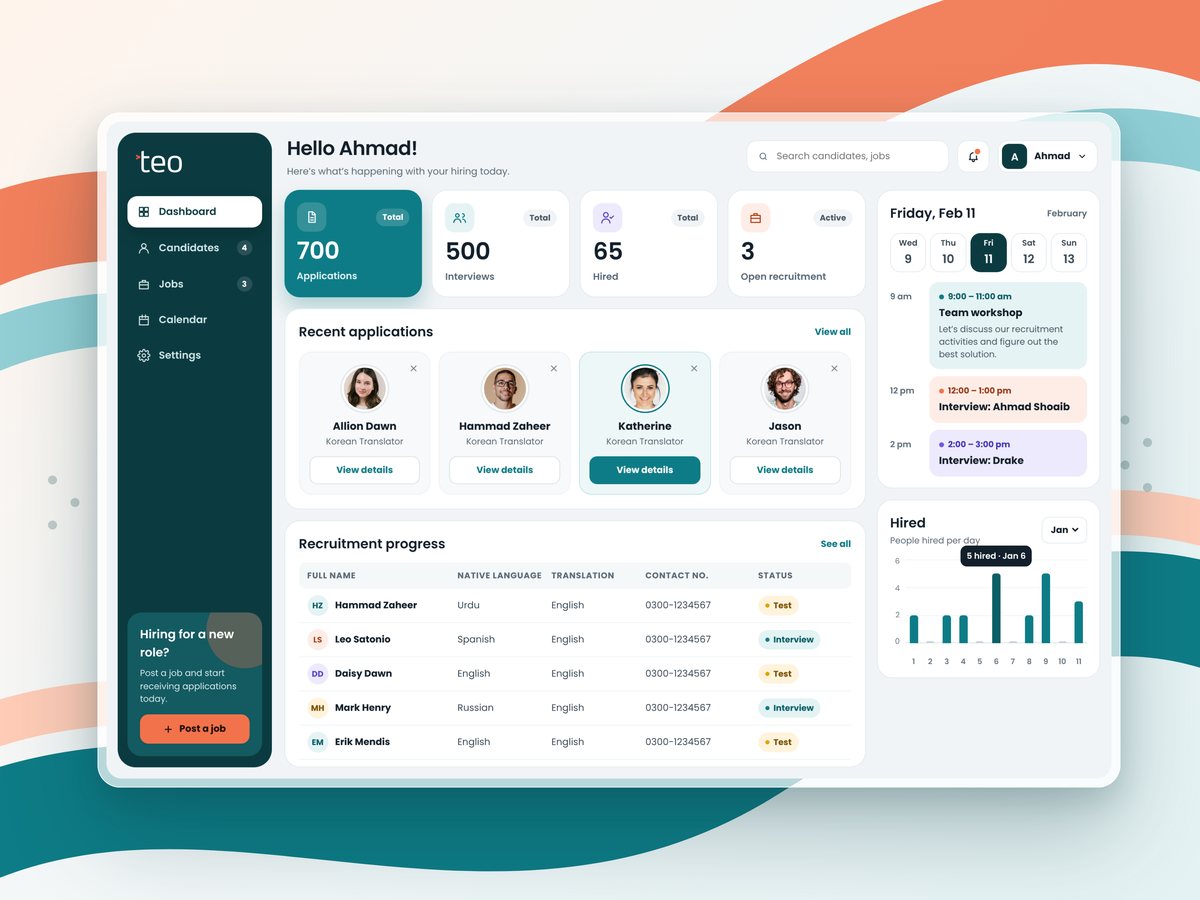 teo
Dashboard
Candidates 4
Jobs 3
Calendar
Settings
Hiring for a new
role?
Post a job and start
receiving applications
today.
+ Post a job
Hello Ahmad!
Here's what's happening with your hiring today.
Search candidates, jobs
A Ahmad
Total
700
Applications
Total
500
Interviews
Total
65
Hired
Active
3
Open recruitment
Recent applications View all
Allion Dawn
Korean Translator
View details
Hammad Zaheer
Korean Translator
View details
Katherine
Korean Translator
View details
Jason
Korean Translator
View details
Recruitment progress See all
FULL NAME NATIVE LANGUAGE TRANSLATION CONTACT NO. STATUS
HZ Hammad Zaheer Urdu English 0300-1234567 Test
LS Leo Satonio Spanish English 0300-1234567 Interview
DD Daisy Dawn English English 0300-1234567 Test
MH Mark Henry Russian English 0300-1234567 Interview
EM Erik Mendis English English 0300-1234567 Test
Friday, Feb 11 February
Wed Thu Fri Sat Sun
9 10 11 12 13
9 am
9:00 – 11:00 am
Team workshop
Let's discuss our recruitment
activities and figure out the
best solution.
12 pm
12:00 – 1:00 pm
Interview: Ahmad Shoaib
2 pm
2:00 – 3:00 pm
Interview: Drake
Hired
People hired per day
Jan
5 hired · Jan 6
6
4
2
0
1 2 3 4 5 6 7 8 9 10 11